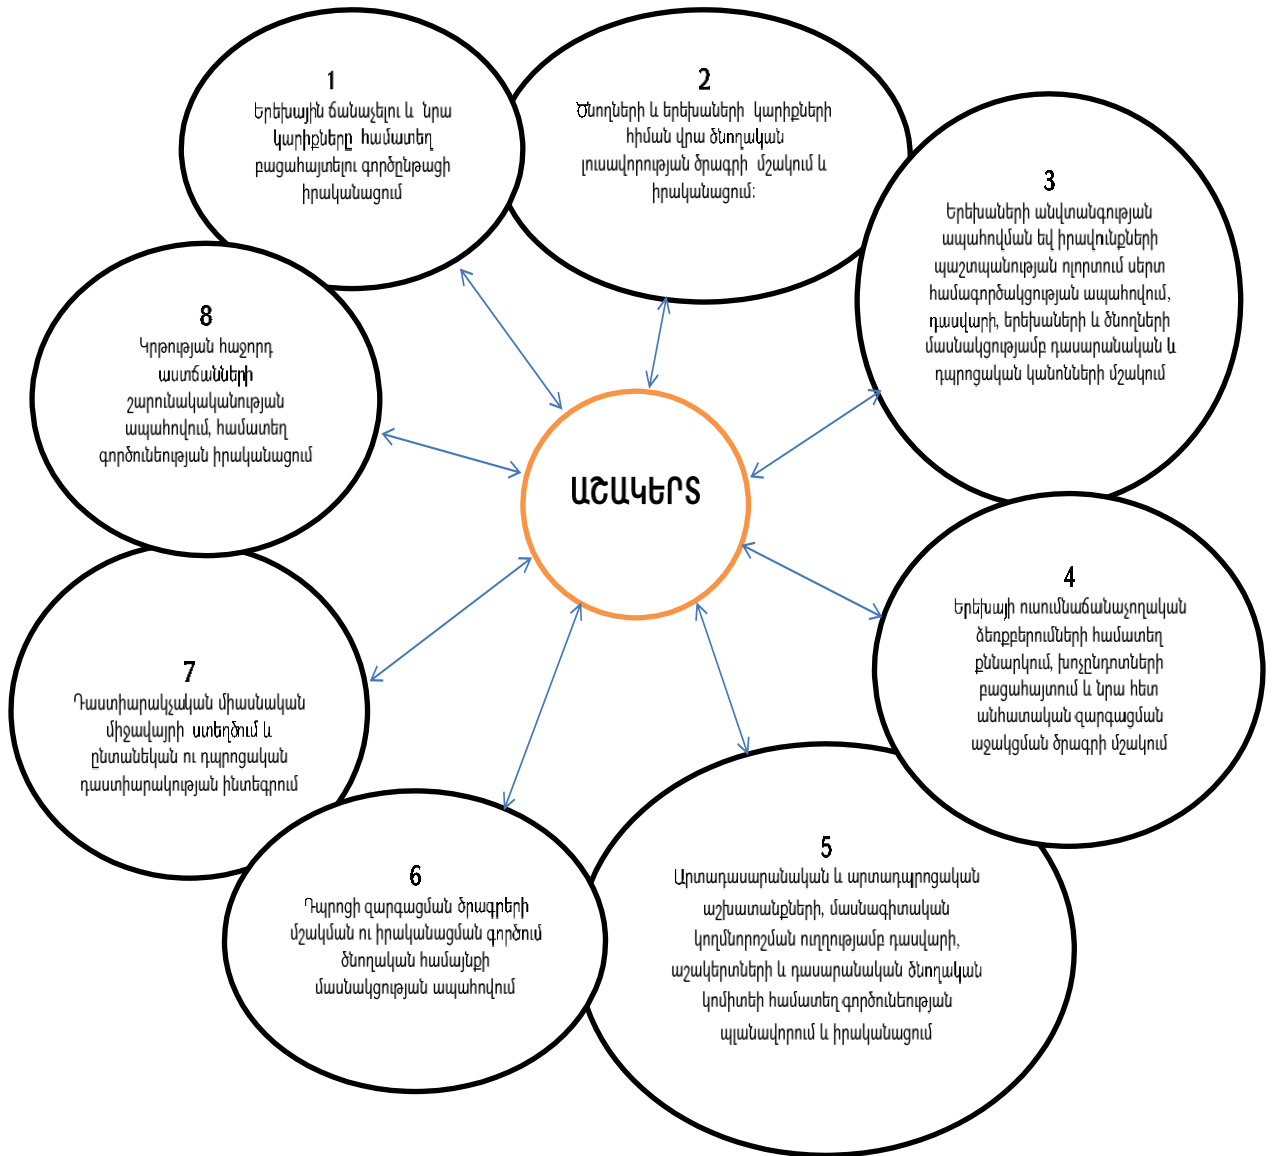 1
Երեխային ճանաչելու և նրա
կարիքները համատեղ
բացահայտելու գործընթացի
իրականացում
2
Ծնողների և երեխաների կարիքների
հիման վրա ծնողական
լուսավորության ծրագրի մշակում և
իրականացում:
3
Երեխաների անվտանգության
ապահովման եվ իրավունքների
պաշտպանության ոլորտում սերտ
համագործակցության ապահովում,
դասվարի, երեխաների և ծնողների
մասնակցությամբ դասարանական և
դպրոցական կանոնների մշակում
4
Երեխայի ուսումնաճանաչողական
ձեռքբերումների համատեղ
քննարկում, խոչընդոտների
բացահայտում և նրա հետ
անհատական զարգացման
աջակցման ծրագրի մշակում
5
Արտադասարանական և արտադպրոցական
աշխատանքների, մասնագիտական
կողմնորոշման ուղղությամբ դասվարի,
աշակերտների և դասարանական ծնողական
կոմիտեի համատեղ գործունեության
պլանավորում և իրականացում
6
Դպրոցի զարգացման ծրագրերի
մշակման ու իրականացման գործում
ծնողական համայնքի
մասնակցության ապահովում
7
Դաստիարակչական միասնական
միջավայրի ստեղծում և
ընտանեկան ու դպրոցական
դաստիարակության ինտեգրում
8
Կրթության հաջորդ
աստճանների
շարունակականության
ապահովում, համատեղ
գործունեության իրականացում
ԱՇԱԿԵՐՏ